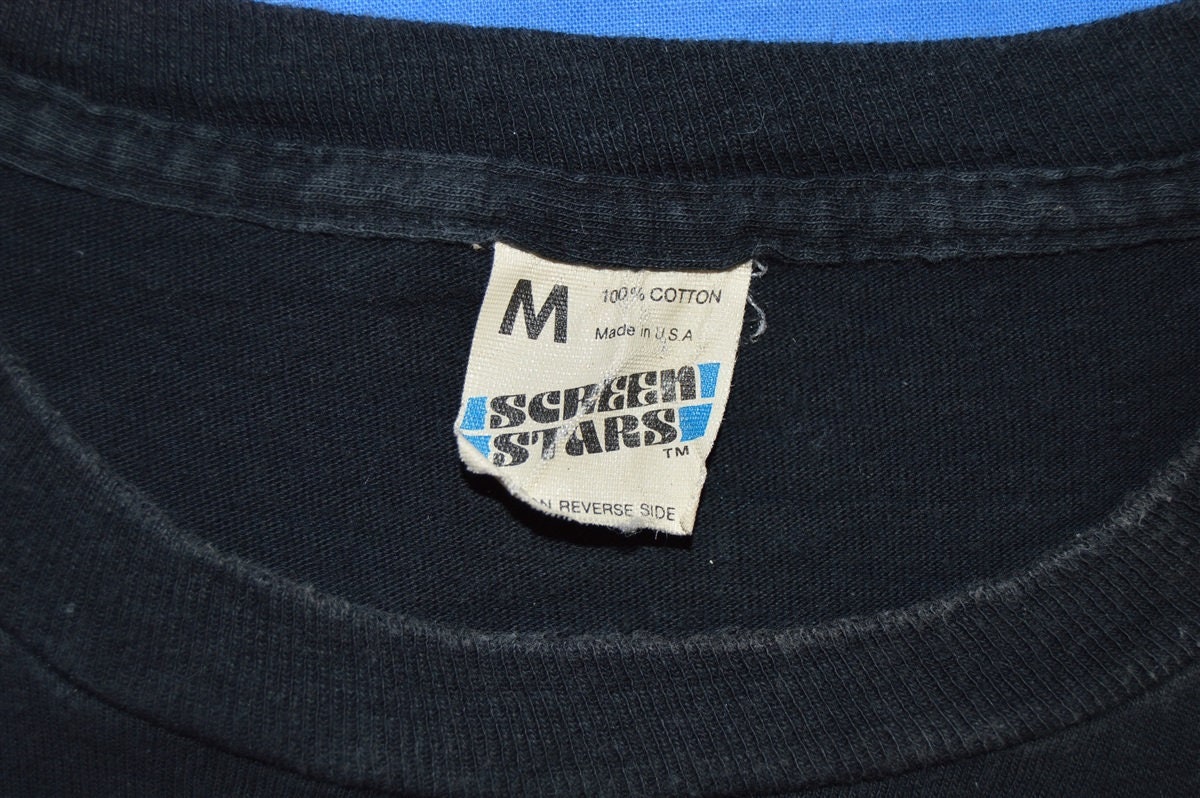 M
100% COTTON
Made in U.S.A
SCREEN
STARS
TM
REVERSE SIDE